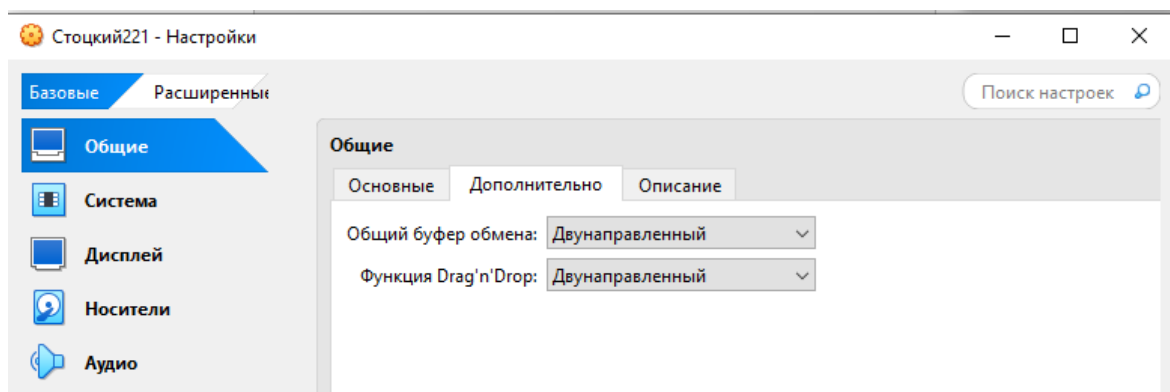 Стоцкий221 - Настройки
Базовые
Расширенные
Поиск настроек
Общие
Система
Дисплей
Носители
Аудио
Общие
Основные
Дополнительно
Описание
Общий буфер обмена: Двунаправленный
Функция Drag'n'Drop: Двунаправленный